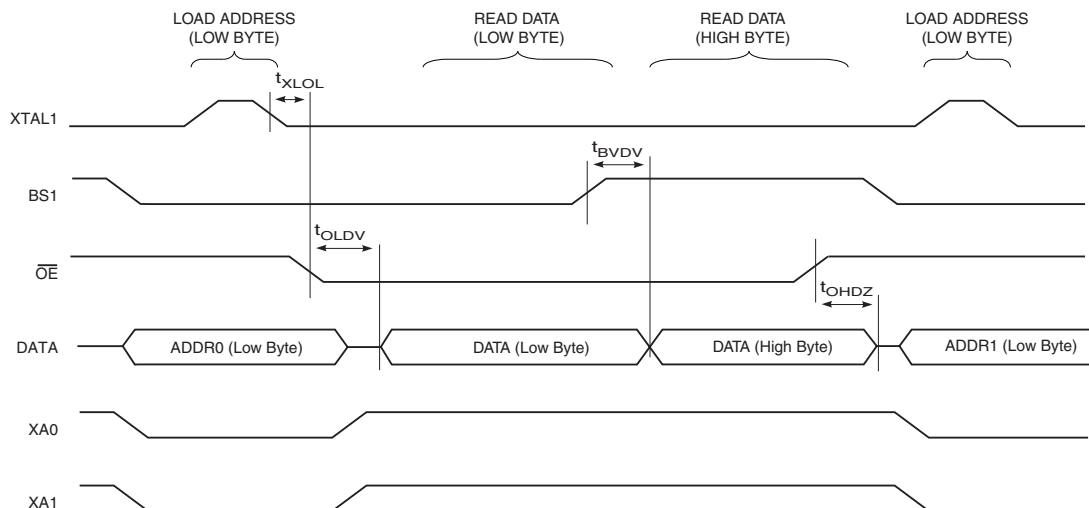 LOAD ADDRESS
(LOW BYTE)
READ DATA
(LOW BYTE)
READ DATA
(HIGH BYTE)
LOAD ADDRESS
(LOW BYTE)
tXLOL
XTAL1
tBVDV
BS1
tOLDV
OE
tOHDZ
DATA
ADDR0 (Low Byte)
DATA (Low Byte)
DATA (High Byte)
ADDR1 (Low Byte)
XA0
XA1